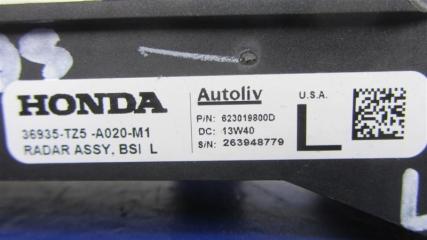 HONDA
36935-TZ5 -A020-M1
RADAR ASSY, BSI L
Autoliv
P/N: 623019800D
DC: 13W40
S/N: 263948779
U.S.A.
L